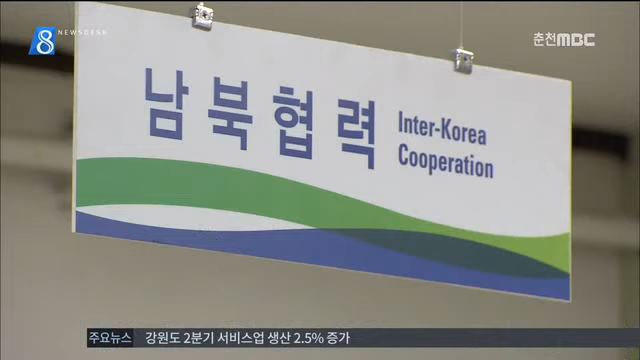 8 NEWSDESK
춘천MBC
남북협력
Inter-Korea
Cooperation
주요뉴스 강원도 2분기 서비스업 생산 2.5% 증가